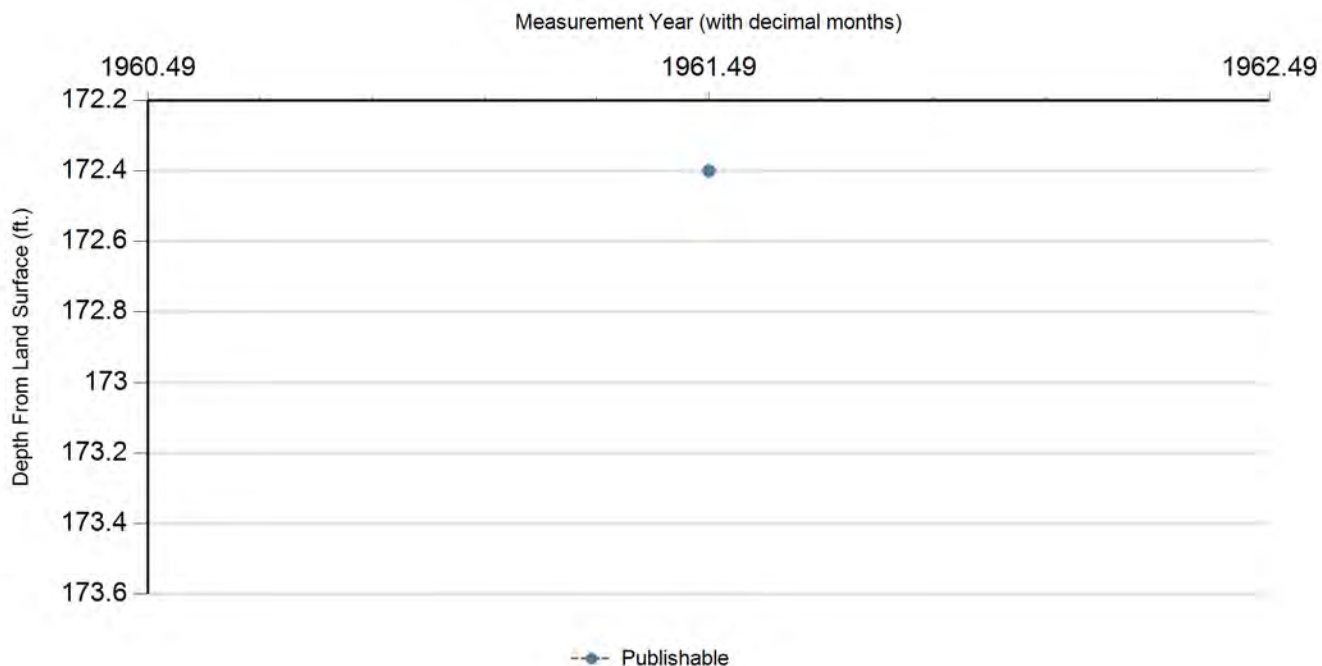 Measurement Year (with decimal months)
1960.49 1961.49 1962.49
172.2
172.4
172.6
172.8
173
173.2
173.4
173.6
Depth From Land Surface (ft.)
Publishable